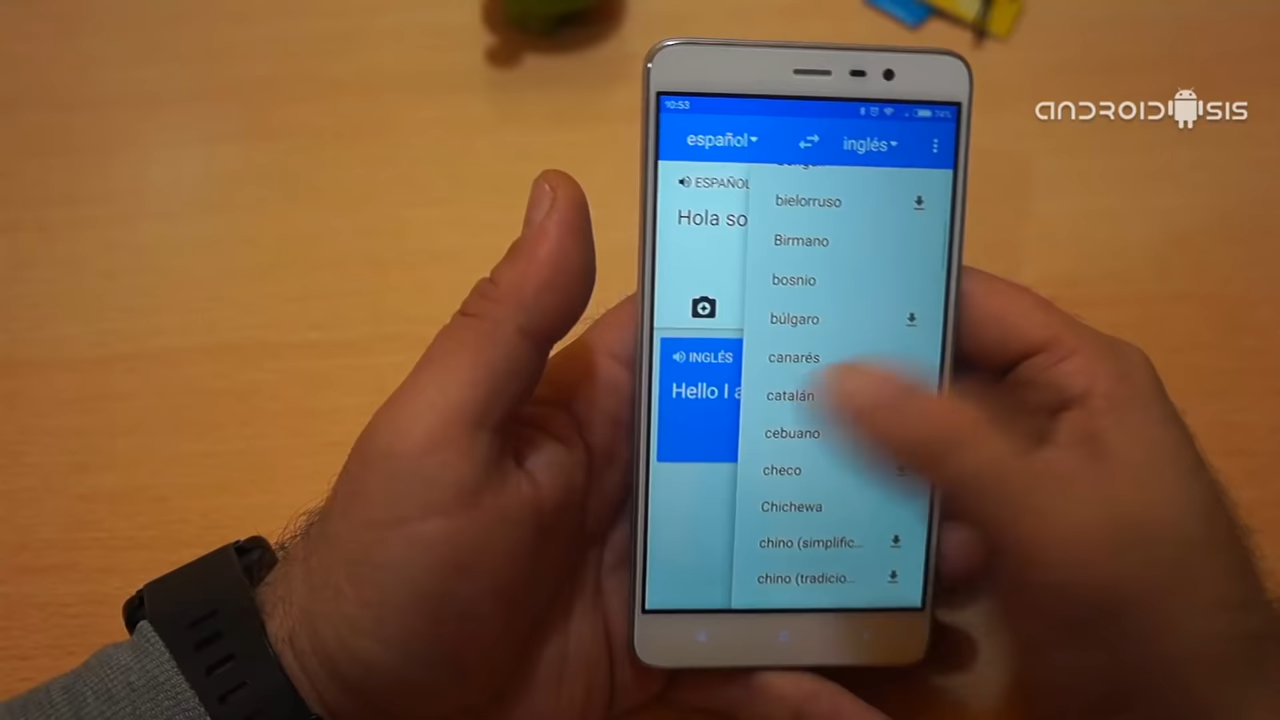 ANDROIDSIS
10:53
74%
español
inglés
ESPAÑOL
Hola so
INGLÉS
Hello I a
bielorruso
Birmano
bosnio
búlgaro
canarés
catalán
cebuano
checo
Chichewa
chino (simplific...
chino (tradicio...